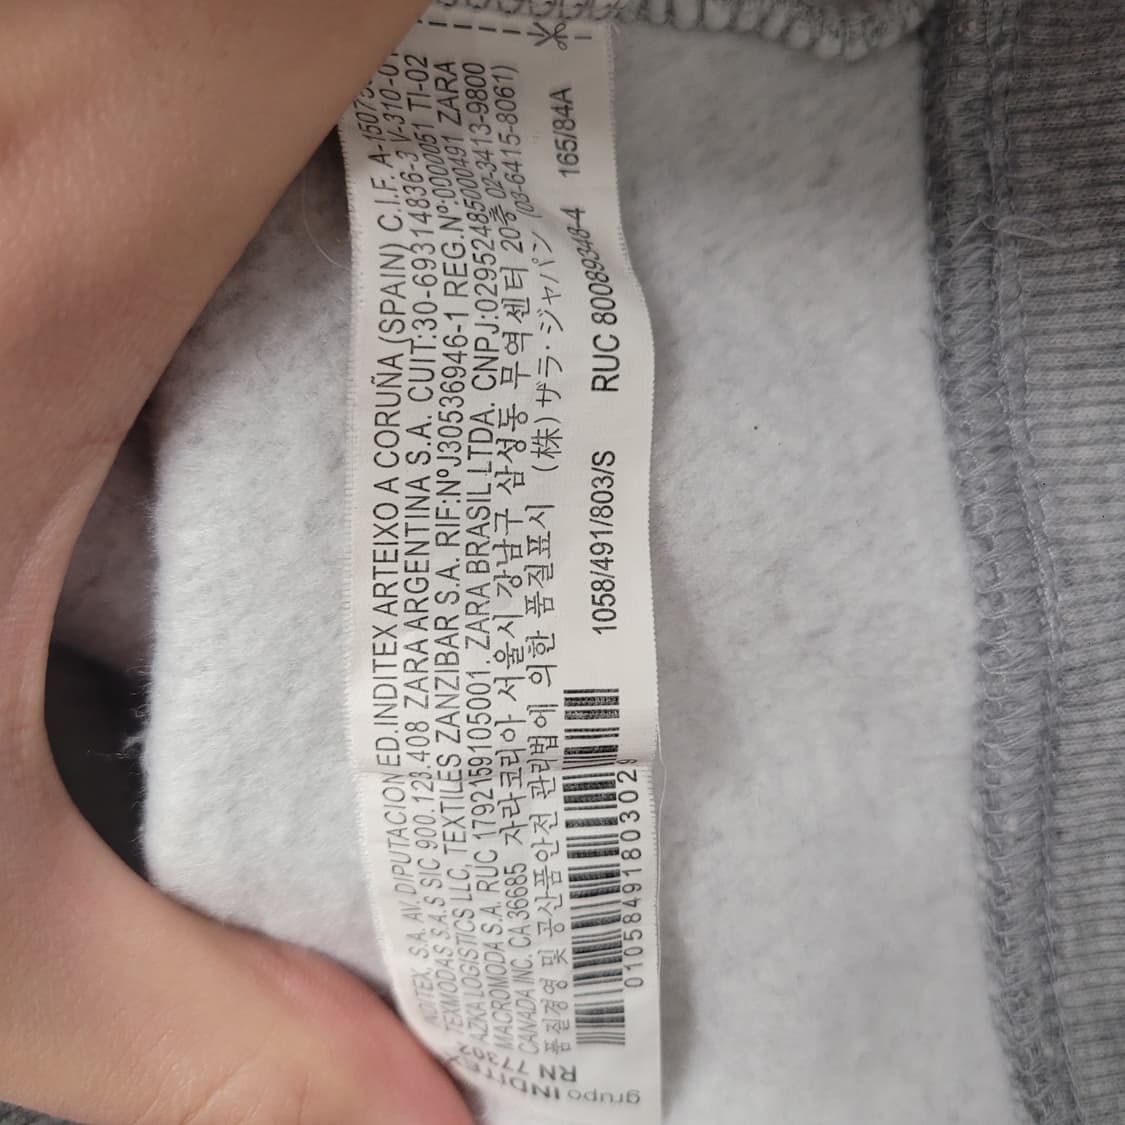 grupo INDITEX
RN 77302
INDITEX, S.A. AV. DIPUTACION ED.INDITEX ARTEIXO A CORUÑA (SPAIN) C.I.F. A-15075
TEXMODAS S.A.S SIC 900.123.408 ZARA ARGENTINA S.A. CUIT:30-69314836-3 V-310-01
AZKA LOGISTICS LLC, TEXTILES ZANZIBAR S.A. RIF:NºJ30536946-1 REG.Nº:0000051 TI-02
MACROMODA S.A. RUC 1792159105001. ZARA BRASIL LTDA. CNPJ:02952485000491 ZARA
CANADA INC. CA 36685 자라코리아 서울시 강남구 삼성동 무역센터 20층 02-3413-9800
품질경영 및 공산품안전 관리법에 의한 품질표시 (株) ザラ・ジャパン (03-6415-8061)
1058/491/803/S RUC 80089348-4 165/84A
01058491803029